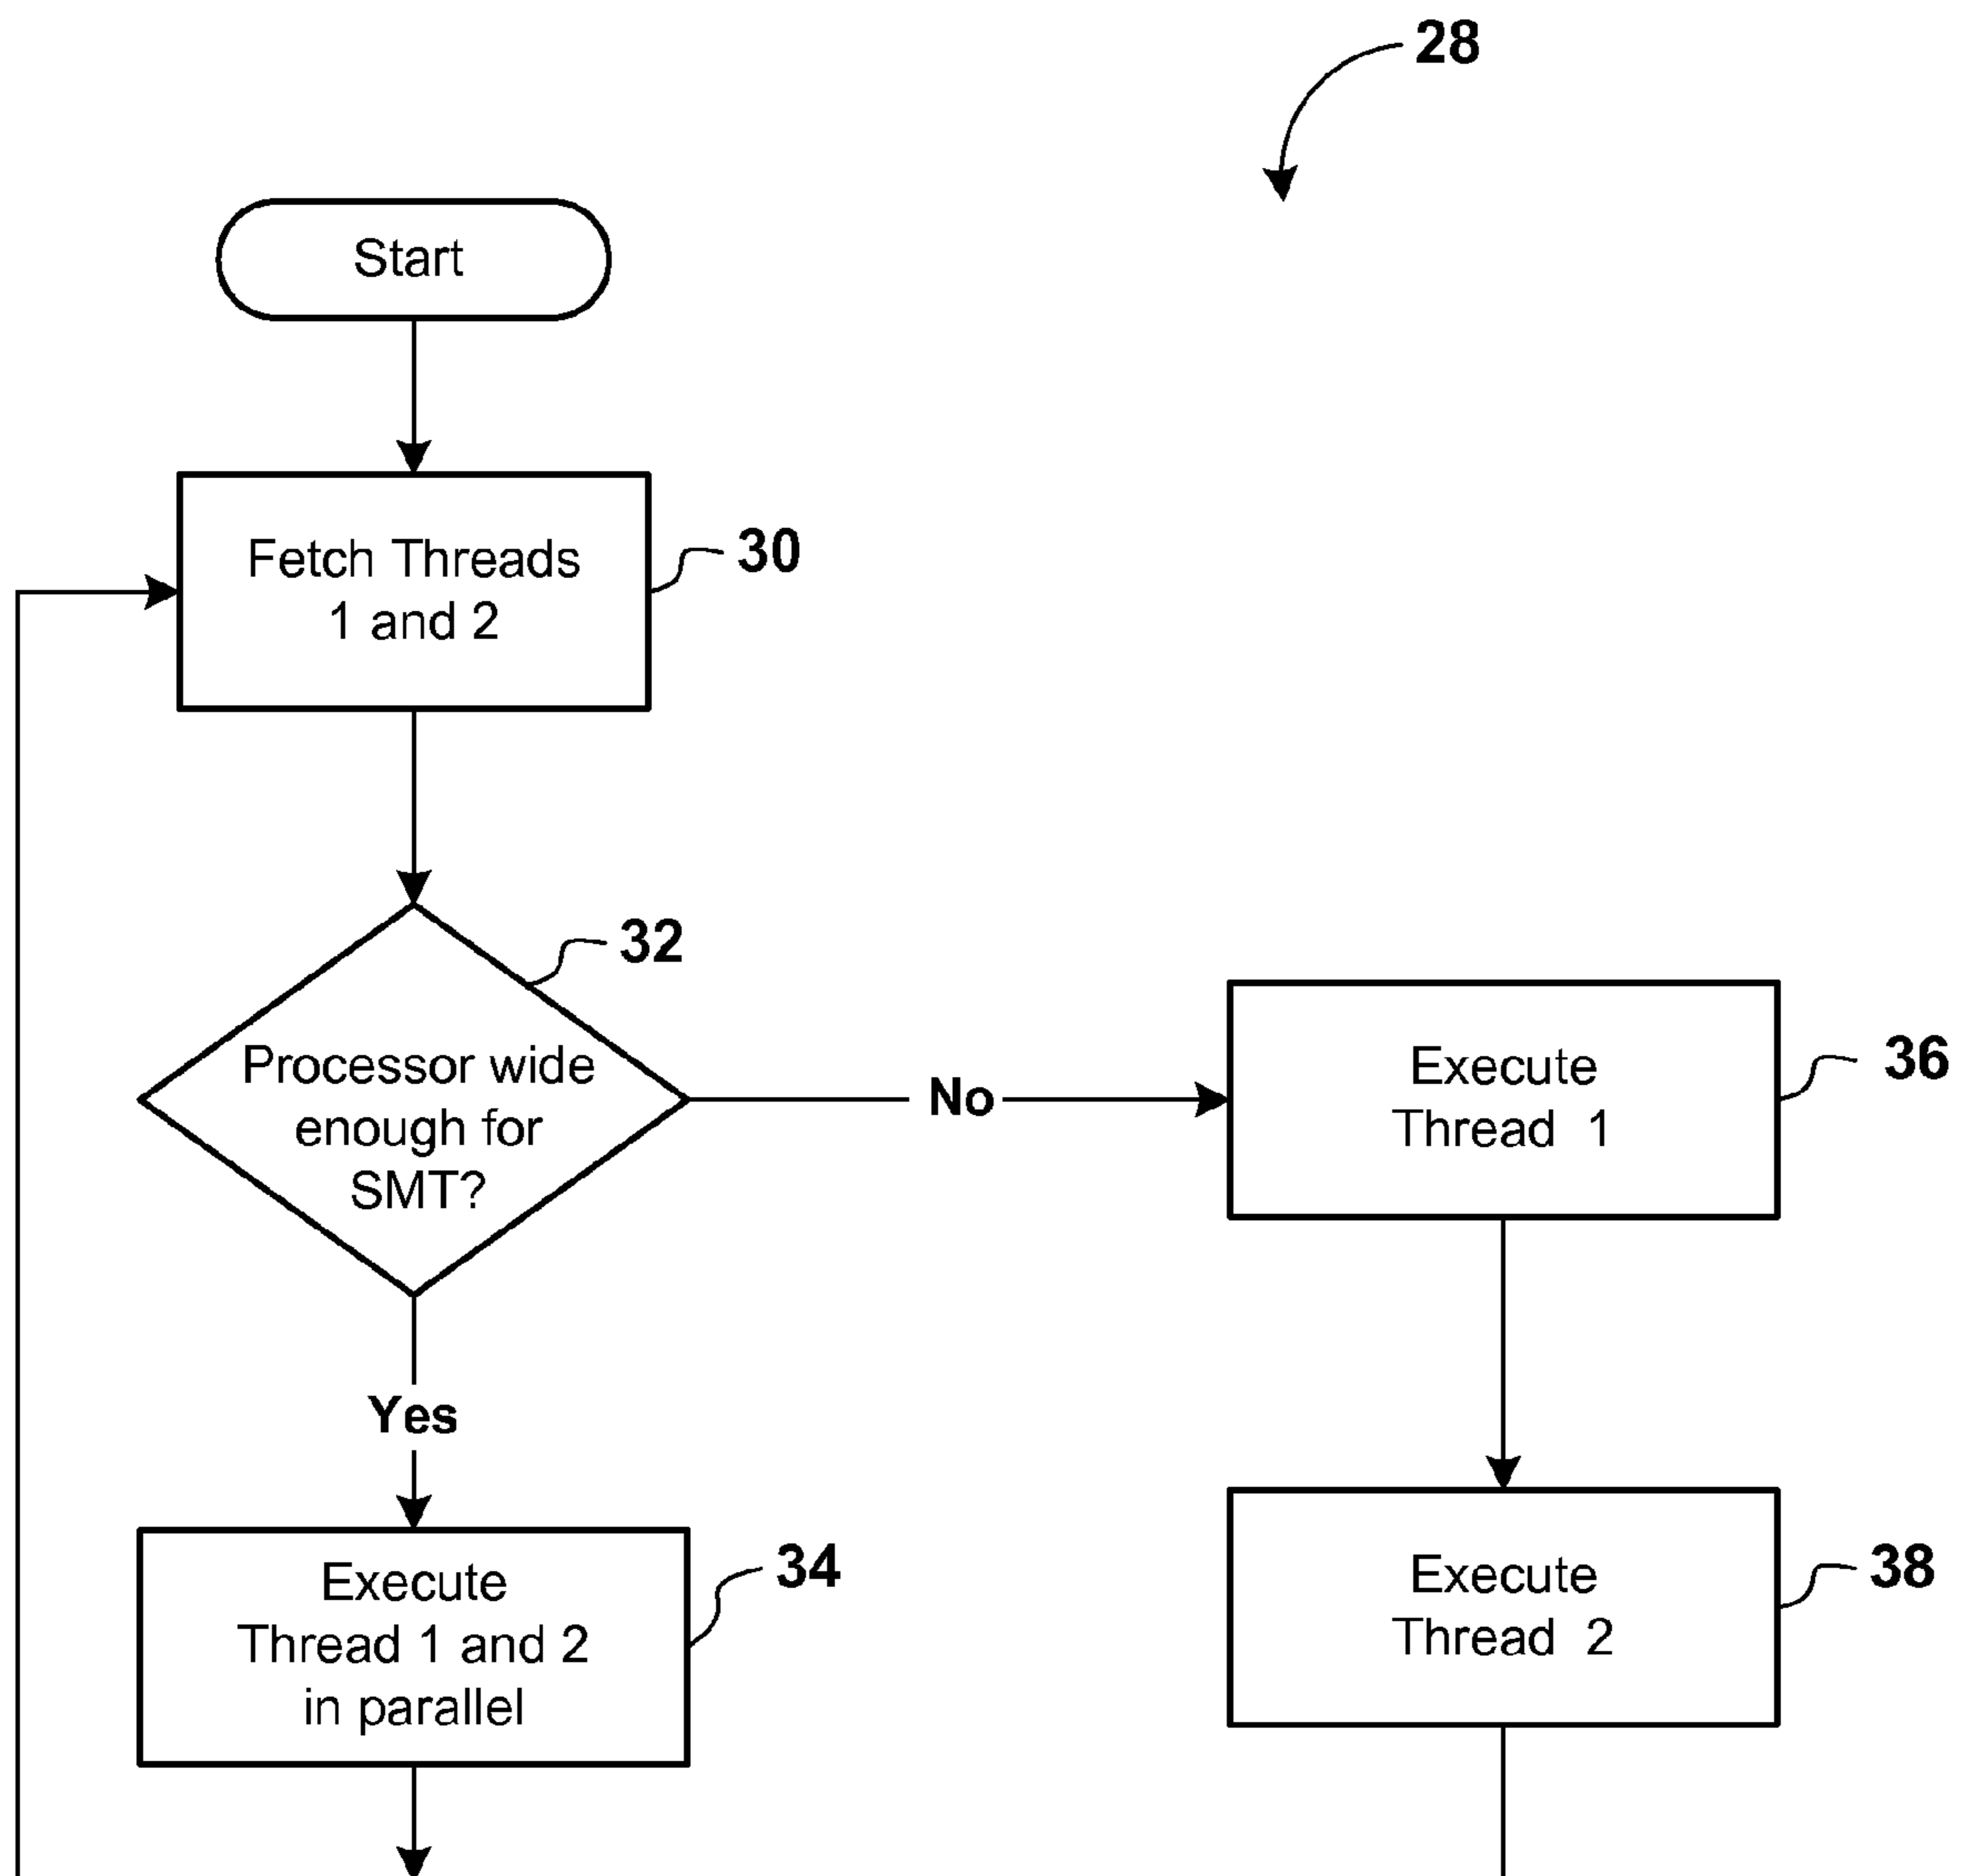 28
Start
Fetch Threads
1 and 2
30
32
Processor wide
enough for
SMT?
No
Execute
Thread 1
36
Yes
Execute
Thread 1 and 2
in parallel
34
Execute
Thread 2
38